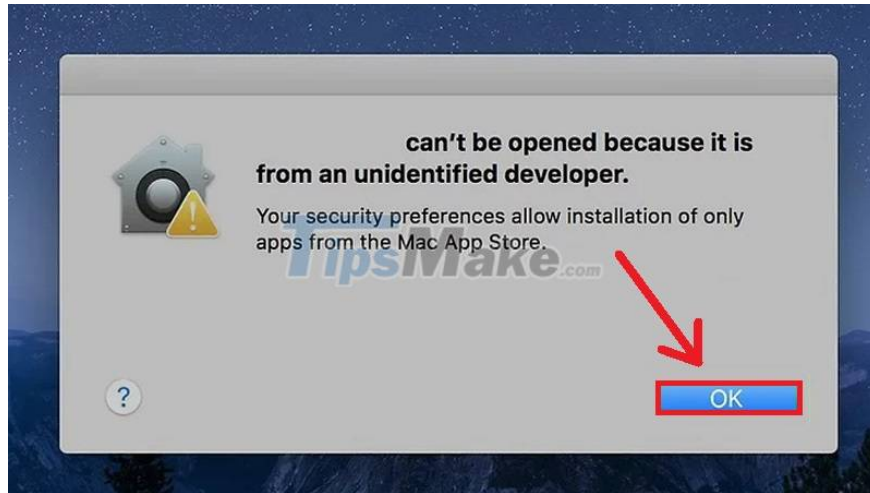 can't be opened because it is
from an unidentified developer.
Your security preferences allow installation of only
apps from the Mac App Store.
TipsMake.com
?
OK